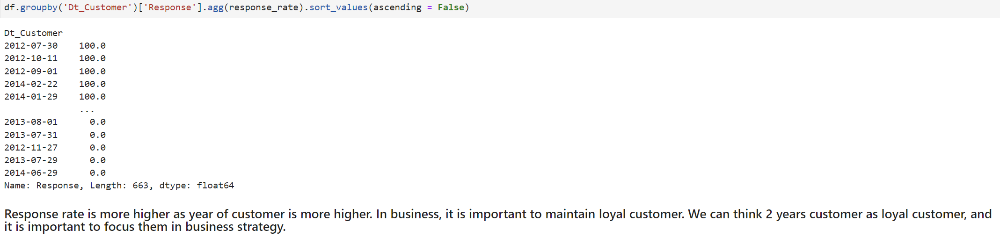 df.groupby('Dt_Customer')['Response'].agg(response_rate).sort_values(ascending = False)
Dt_Customer
2012-07-30    100.0
2012-10-11    100.0
2012-09-01    100.0
2014-02-22    100.0
2014-01-29    100.0
              ...
2013-08-01      0.0
2013-07-31      0.0
2012-11-27      0.0
2013-07-29      0.0
2014-06-29      0.0
Name: Response, Length: 663, dtype: float64
Response rate is more higher as year of customer is more higher. In business, it is important to maintain loyal customer. We can think 2 years customer as loyal customer, and
it is important to focus them in business strategy.